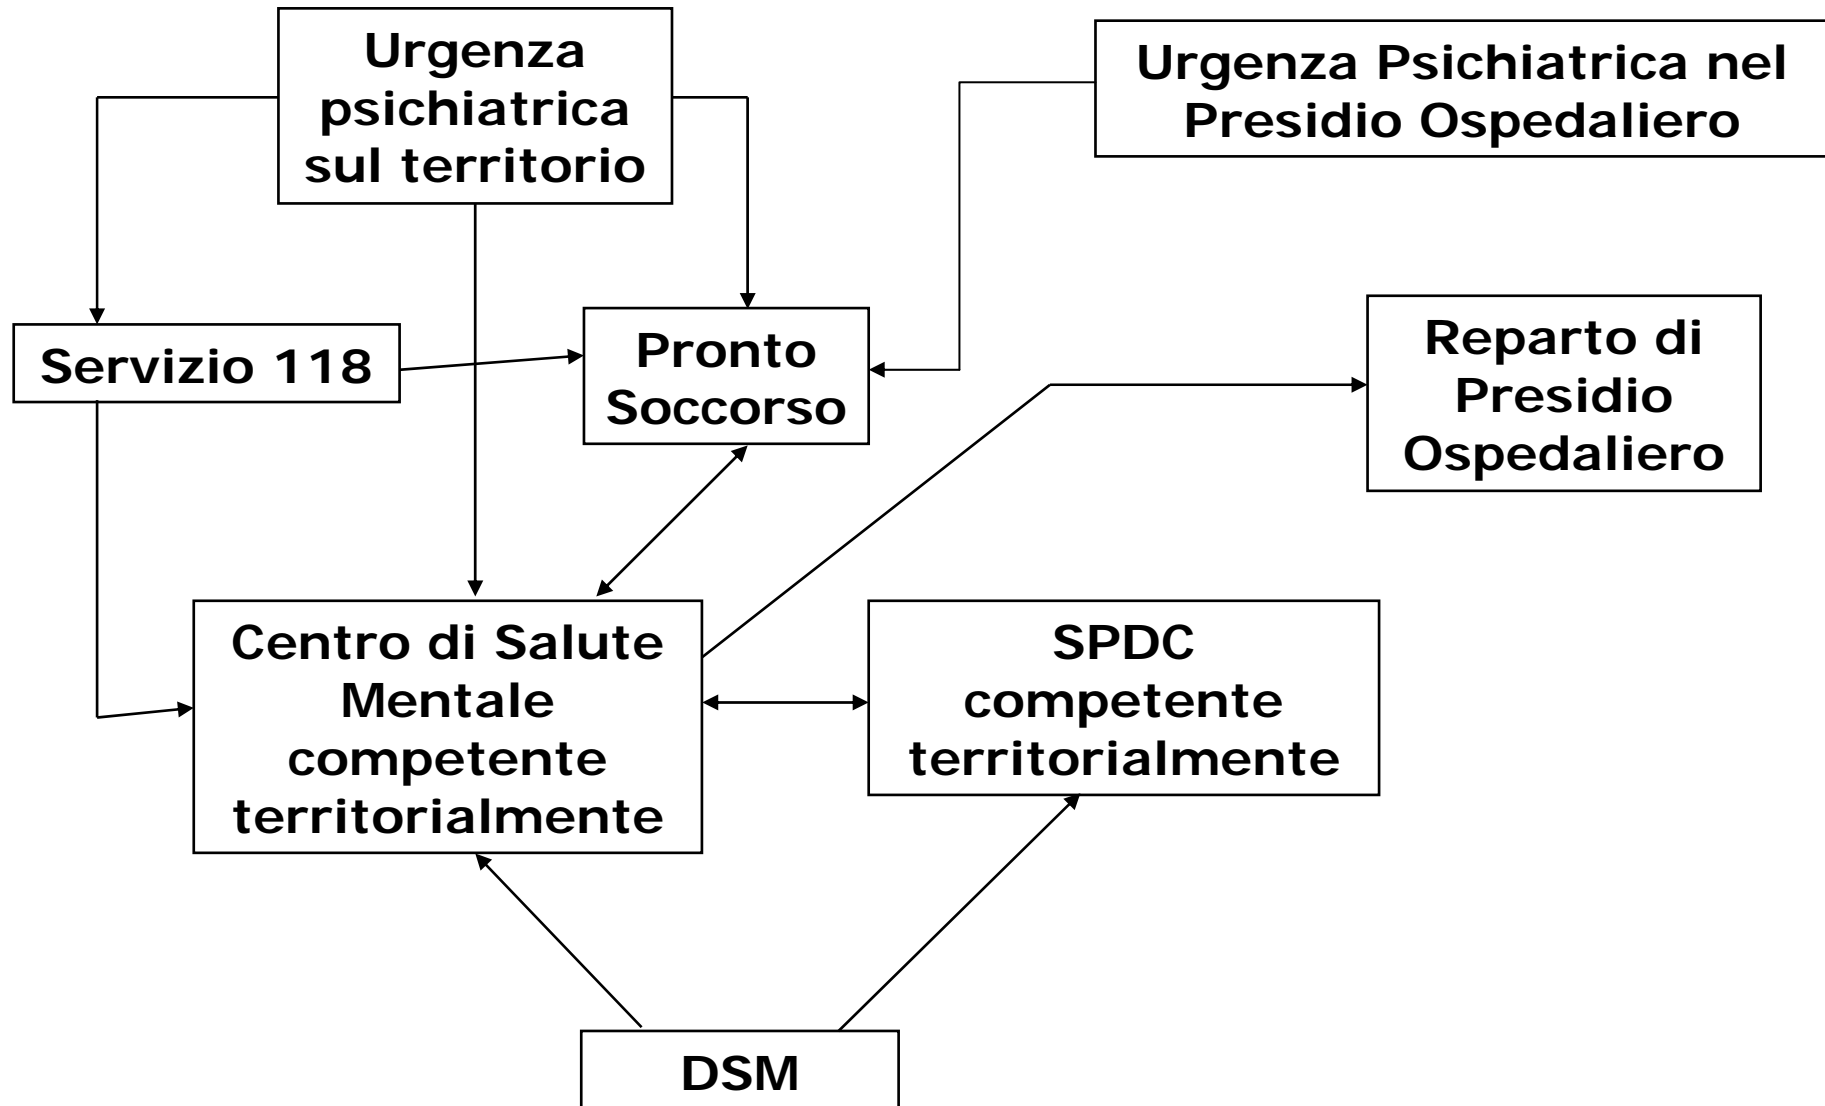 Urgenza
psichiatrica
sul territorio
Urgenza Psichiatrica nel
Presidio Ospedaliero
Servizio 118
Pronto
Soccorso
Reparto di
Presidio
Ospedaliero
Centro di Salute
Mentale
competente
territorialmente
SPDC
competente
territorialmente
DSM